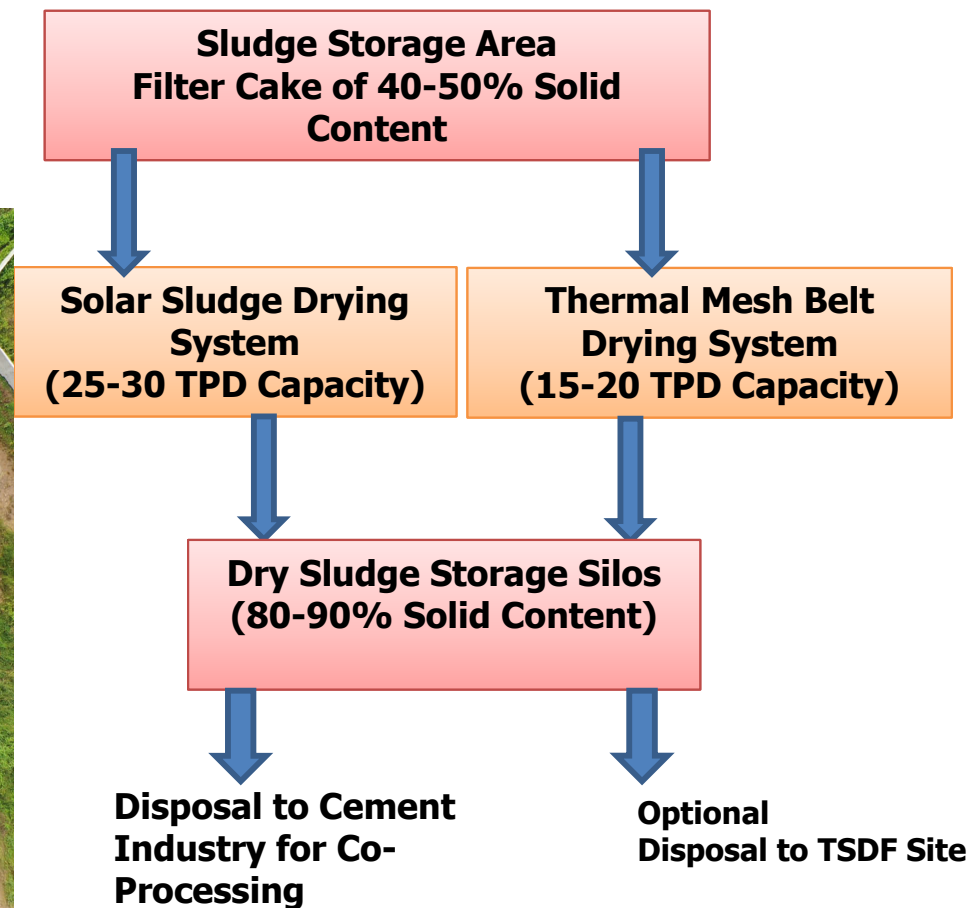 Sludge Storage Area
Filter Cake of 40-50% Solid
Content
Solar Sludge Drying
System
(25-30 TPD Capacity)
Thermal Mesh Belt
Drying System
(15-20 TPD Capacity)
Dry Sludge Storage Silos
(80-90% Solid Content)
Disposal to Cement
Industry for Co-
Processing
Optional
Disposal to TSDF Site